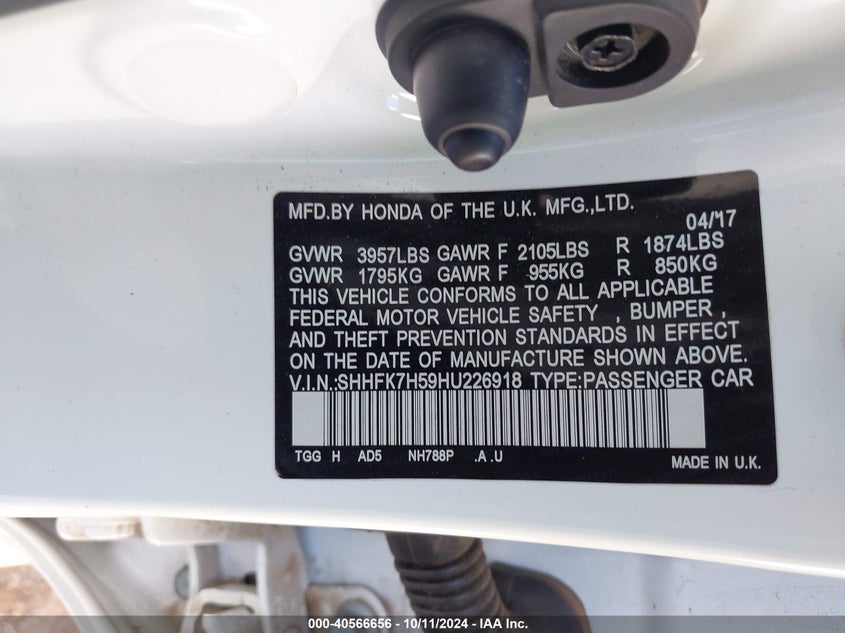 MFD.BY HONDA OF THE U.K. MFG.,LTD.
04/17
GVWR 3957LBS GAWR F 2105LBS R 1874LBS
GVWR 1795KG GAWR F 955KG R 850KG
THIS VEHICLE CONFORMS TO ALL APPLICABLE
FEDERAL MOTOR VEHICLE SAFETY , BUMPER ,
AND THEFT PREVENTION STANDARDS IN EFFECT
ON THE DATE OF MANUFACTURE SHOWN ABOVE.
V.I.N.:SHHFK7H59HU226918 TYPE:PASSENGER CAR
TGG H AD5 NH788P .A .U
MADE IN U.K.
000-40566656 - 10/11/2024 - IAA Inc.